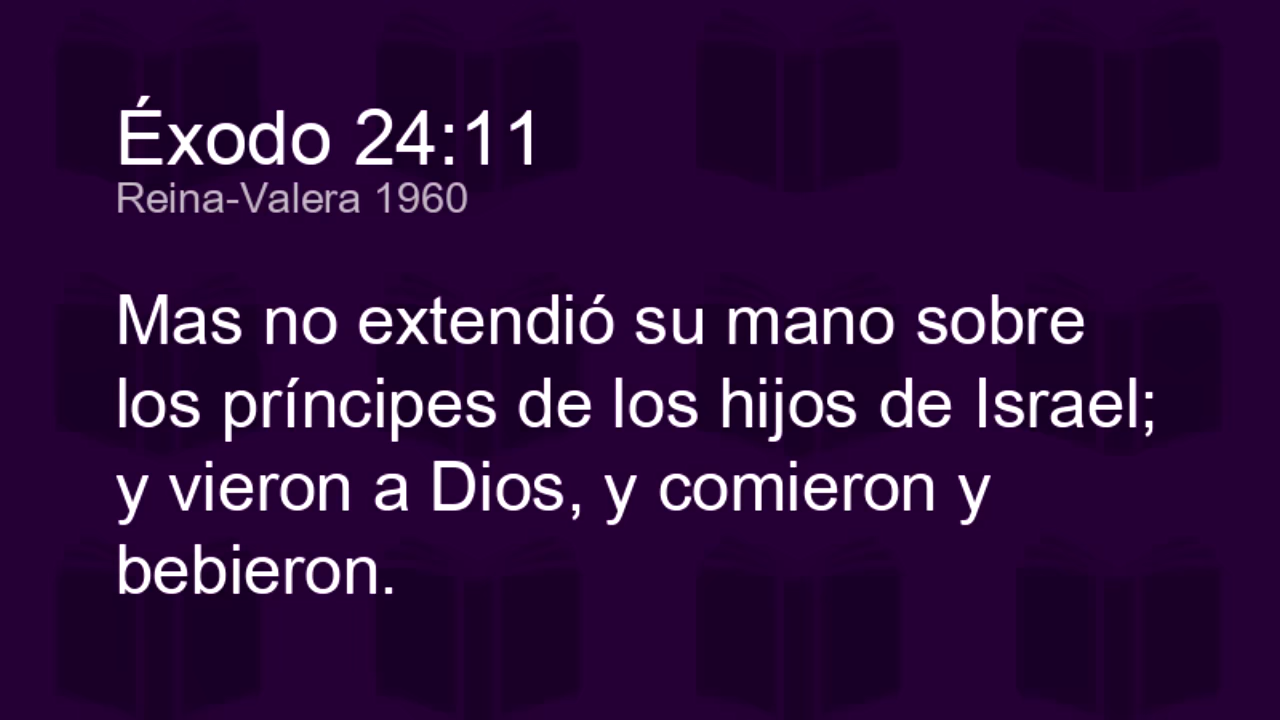 Éxodo 24:11
Reina-Valera 1960
Mas no extendió su mano sobre
los príncipes de los hijos de Israel;
y vieron a Dios, y comieron y
bebieron.